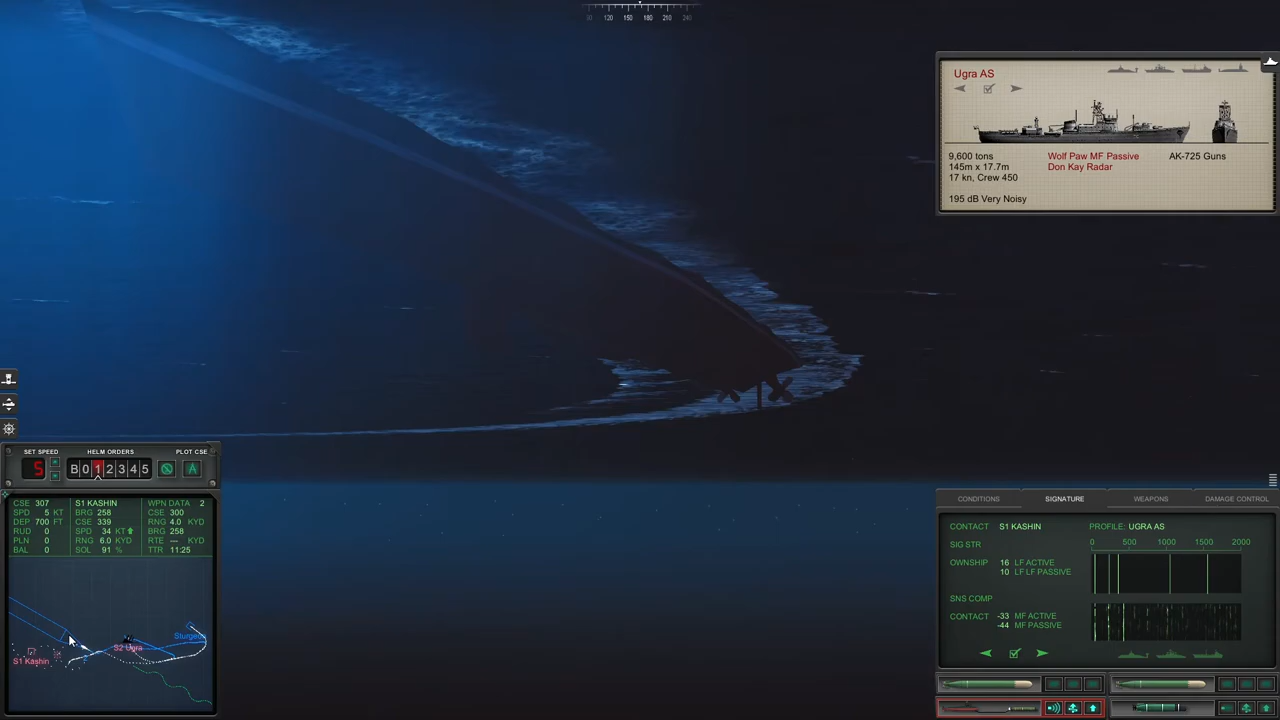 90 120 150 180 210 240
Ugra AS
9,600 tons
145m x 17.7m
17 kn, Crew 450
195 dB Very Noisy
Wolf Paw MF Passive
Don Kay Radar
AK-725 Guns
SET SPEED
HELM ORDERS
PLOT CSE
5
B 0 1 2 3 4 5
A
CSE 307
SPD 5 KT
DEP 700 FT
RUD 0
PLN 0
BAL 0
S1 KASHIN
BRG 258
CSE 339
SPD 34 KT
RNG 6.0 KYD
SOL 91 %
WPN DATA 2
CSE 300
RNG 4.0 KYD
BRG 258
RTE --- KYD
TTR 11:25
Sturgeon
S2 Ugra
S1 Kashin
CONDITIONS
SIGNATURE
WEAPONS
DAMAGE CONTROL
CONTACT S1 KASHIN
PROFILE: UGRA AS
SIG STR
0 500 1000 1500 2000
OWNSHIP 16 LF ACTIVE
10 LF LF PASSIVE
SNS COMP
CONTACT -33 MF ACTIVE
-44 MF PASSIVE